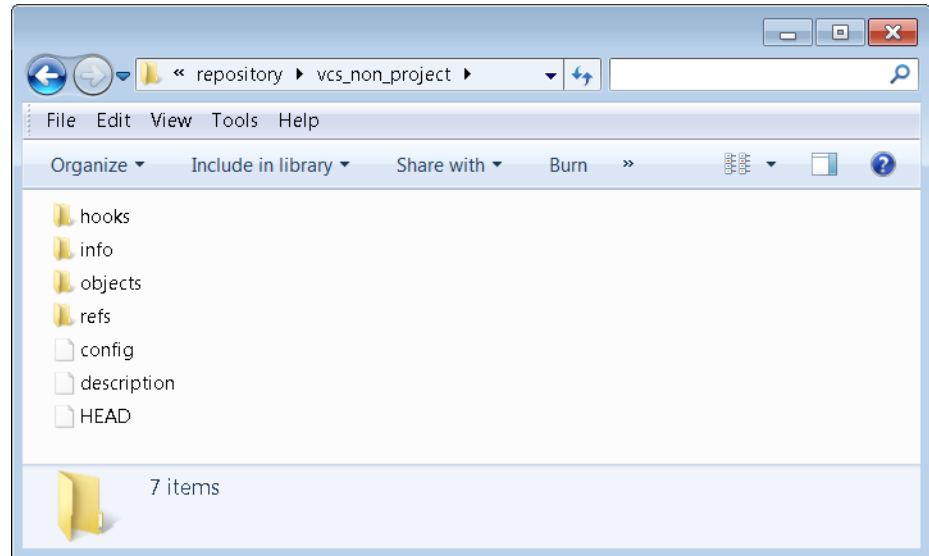 « repository vcs_non_project
File Edit View Tools Help
Organize Include in library Share with Burn »
hooks
info
objects
refs
config
description
HEAD
7 items